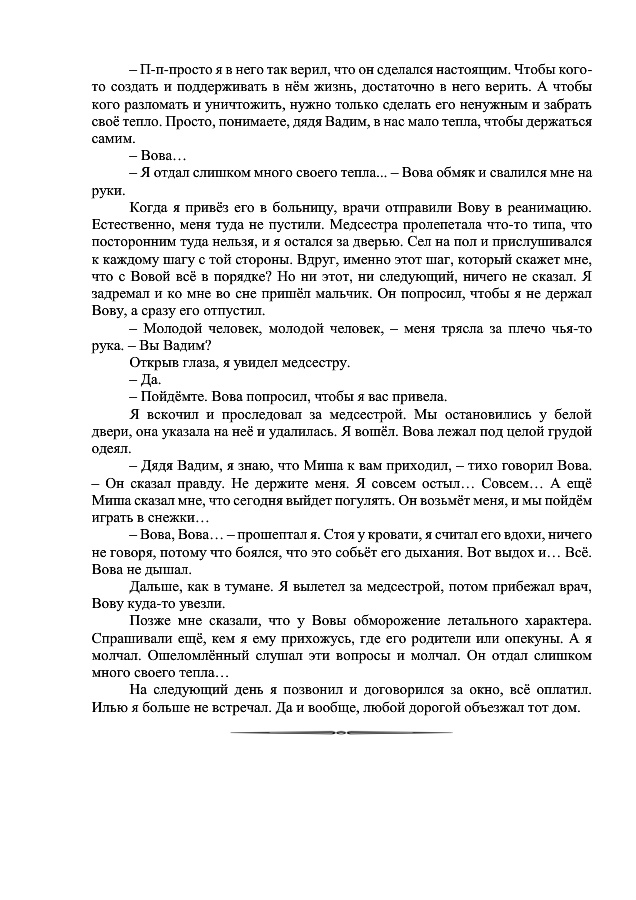 – П-п-просто я в него так верил, что он сделался настоящим. Чтобы кого-
то создать и поддерживать в нём жизнь, достаточно в него верить. А чтобы
кого разломать и уничтожить, нужно только сделать его ненужным и забрать
своё тепло. Просто, понимаете, дядя Вадим, в нас мало тепла, чтобы держаться
самим.
– Вова…
– Я отдал слишком много своего тепла... – Вова обмяк и свалился мне на
руки.
Когда я привёз его в больницу, врачи отправили Вову в реанимацию.
Естественно, меня туда не пустили. Медсестра пролепетала что-то типа, что
посторонним туда нельзя, и я остался за дверью. Сел на пол и прислушивался
к каждому шагу с той стороны. Вдруг, именно этот шаг, который скажет мне,
что с Вовой всё в порядке? Но ни этот, ни следующий, ничего не сказал. Я
задремал и ко мне во сне пришёл мальчик. Он попросил, чтобы я не держал
Вову, а сразу его отпустил.
– Молодой человек, молодой человек, – меня трясла за плечо чья-то
рука. – Вы Вадим?
Открыв глаза, я увидел медсестру.
– Да.
– Пойдёмте. Вова попросил, чтобы я вас привела.
Я вскочил и проследовал за медсестрой. Мы остановились у белой
двери, она указала на неё и удалилась. Я вошёл. Вова лежал под целой грудой
одеял.
– Дядя Вадим, я знаю, что Миша к вам приходил, – тихо говорил Вова.
– Он сказал правду. Не держите меня. Я совсем остыл… Совсем… А ещё
Миша сказал мне, что сегодня выйдет погулять. Он возьмёт меня, и мы пойдём
играть в снежки…
– Вова, Вова… – прошептал я. Стоя у кровати, я считал его вдохи, ничего
не говоря, потому что боялся, что это собьёт его дыхания. Вот выдох и… Всё.
Вова не дышал.
Дальше, как в тумане. Я вылетел за медсестрой, потом прибежал врач,
Вову куда-то увезли.
Позже мне сказали, что у Вовы обморожение летального характера.
Спрашивали ещё, кем я ему прихожусь, где его родители или опекуны. А я
молчал. Ошеломлённый слушал эти вопросы и молчал. Он отдал слишком
много своего тепла…
На следующий день я позвонил и договорился за окно, всё оплатил.
Илью я больше не встречал. Да и вообще, любой дорогой объезжал тот дом.